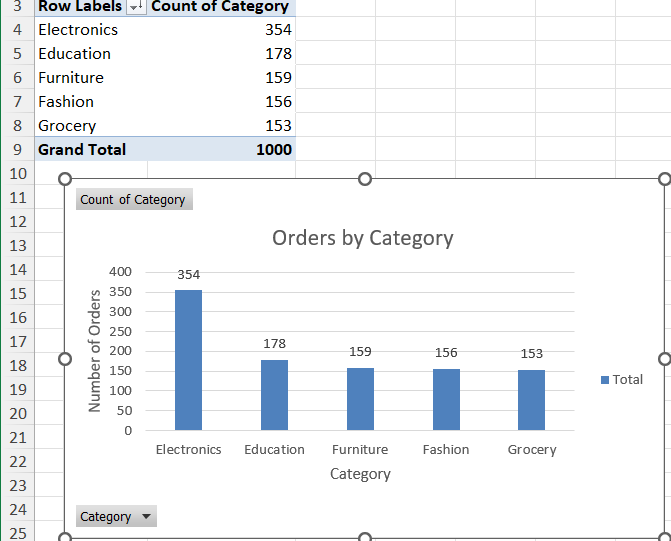 3 Row Labels Count of Category
4 Electronics 354
5 Education 178
6 Furniture 159
7 Fashion 156
8 Grocery 153
9 Grand Total 1000
10
11 Count of Category
12
13 Orders by Category
14 400 354
15 350
16 300
250
17 200 178 159 156 153
18 150
19 100
20 50
21 0
Number of Orders
Total
Electronics Education Furniture Fashion Grocery
22
Category
23
24 Category
25